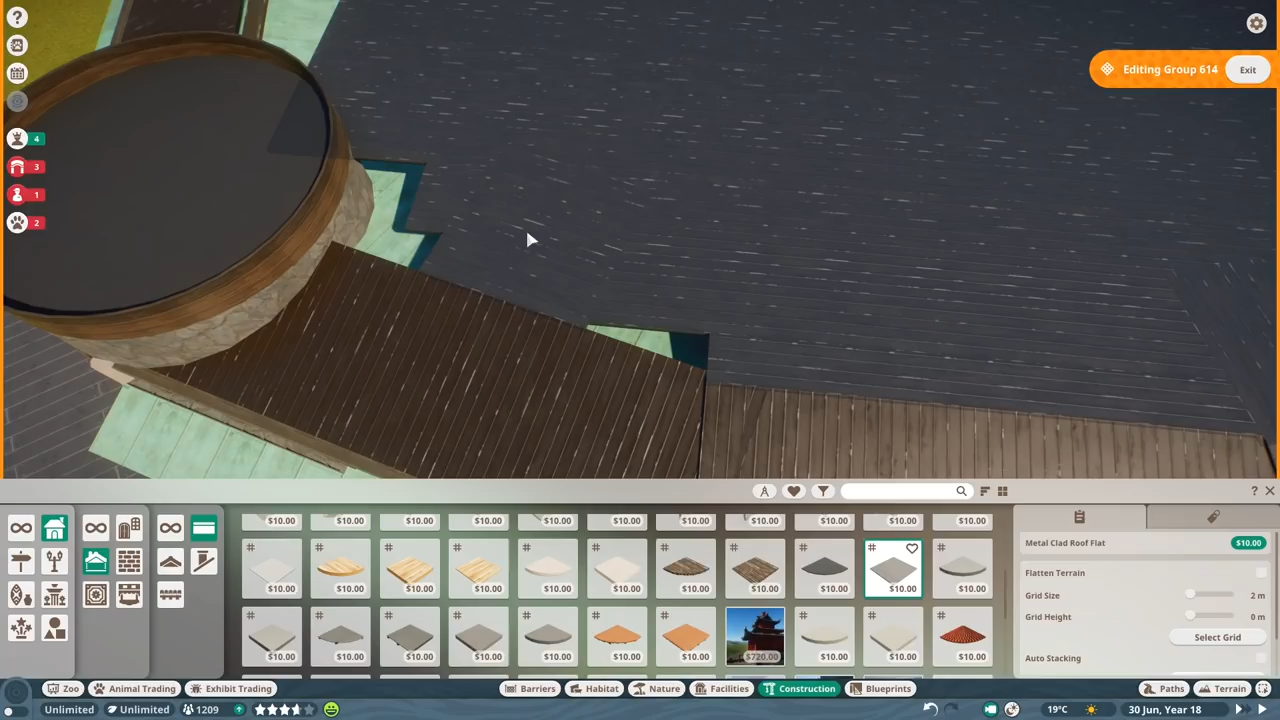 ?
Editing Group 614 Exit
4
3
1
2
? 
$10.00 $10.00 $10.00 $10.00 $10.00 $10.00 $10.00 $10.00 $10.00 $10.00 $10.00
$10.00 $10.00 $10.00 $10.00 $10.00 $10.00 $10.00 $10.00 $10.00 $10.00 $10.00
$10.00 $10.00 $10.00 $10.00 $10.00 $10.00 $10.00 $720.00 $10.00 $10.00 $10.00
Metal Clad Roof Flat $10.00
Flatten Terrain
Grid Size 2 m
Grid Height 0 m
Select Grid
Auto Stacking
Zoo Animal Trading Exhibit Trading Barriers Habitat Nature Facilities Construction Blueprints Paths Terrain
Unlimited Unlimited 1209 19°C 30 Jun, Year 18